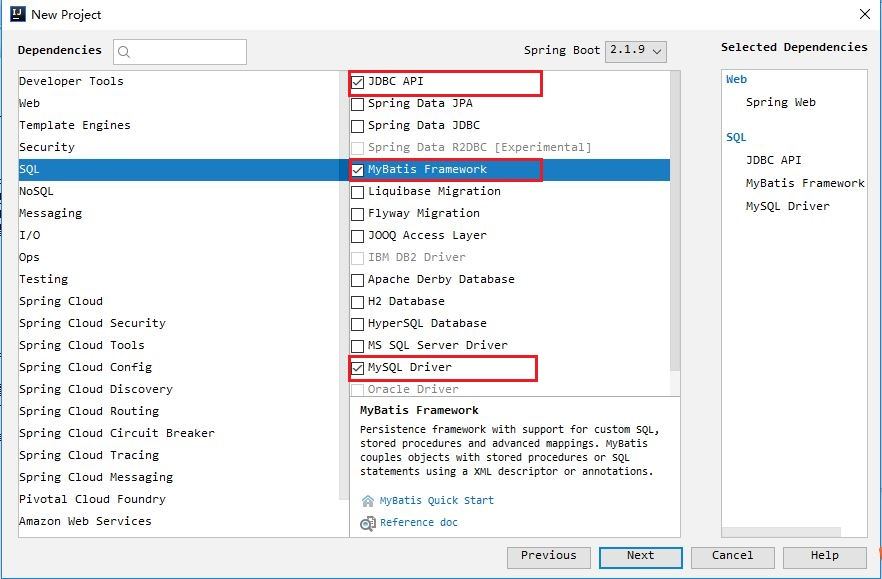 New Project
Dependencies
Spring Boot 2.1.9
Selected Dependencies
Developer Tools
Web
Template Engines
Security
SQL
NoSQL
Messaging
I/O
Ops
Testing
Spring Cloud
Spring Cloud Security
Spring Cloud Tools
Spring Cloud Config
Spring Cloud Discovery
Spring Cloud Routing
Spring Cloud Circuit Breaker
Spring Cloud Tracing
Spring Cloud Messaging
Pivotal Cloud Foundry
Amazon Web Services
JDBC API
Spring Data JPA
Spring Data JDBC
Spring Data R2DBC [Experimental]
MyBatis Framework
Liquibase Migration
Flyway Migration
JOOQ Access Layer
IBM DB2 Driver
Apache Derby Database
H2 Database
HyperSQL Database
MS SQL Server Driver
MySQL Driver
Oracle Driver
MyBatis Framework
Persistence framework with support for custom SQL,
stored procedures and advanced mappings. MyBatis
couples objects with stored procedures or SQL
statements using a XML descriptor or annotations.
MyBatis Quick Start
Reference doc
Web
Spring Web
SQL
JDBC API
MyBatis Framework
MySQL Driver
Previous
Next
Cancel
Help